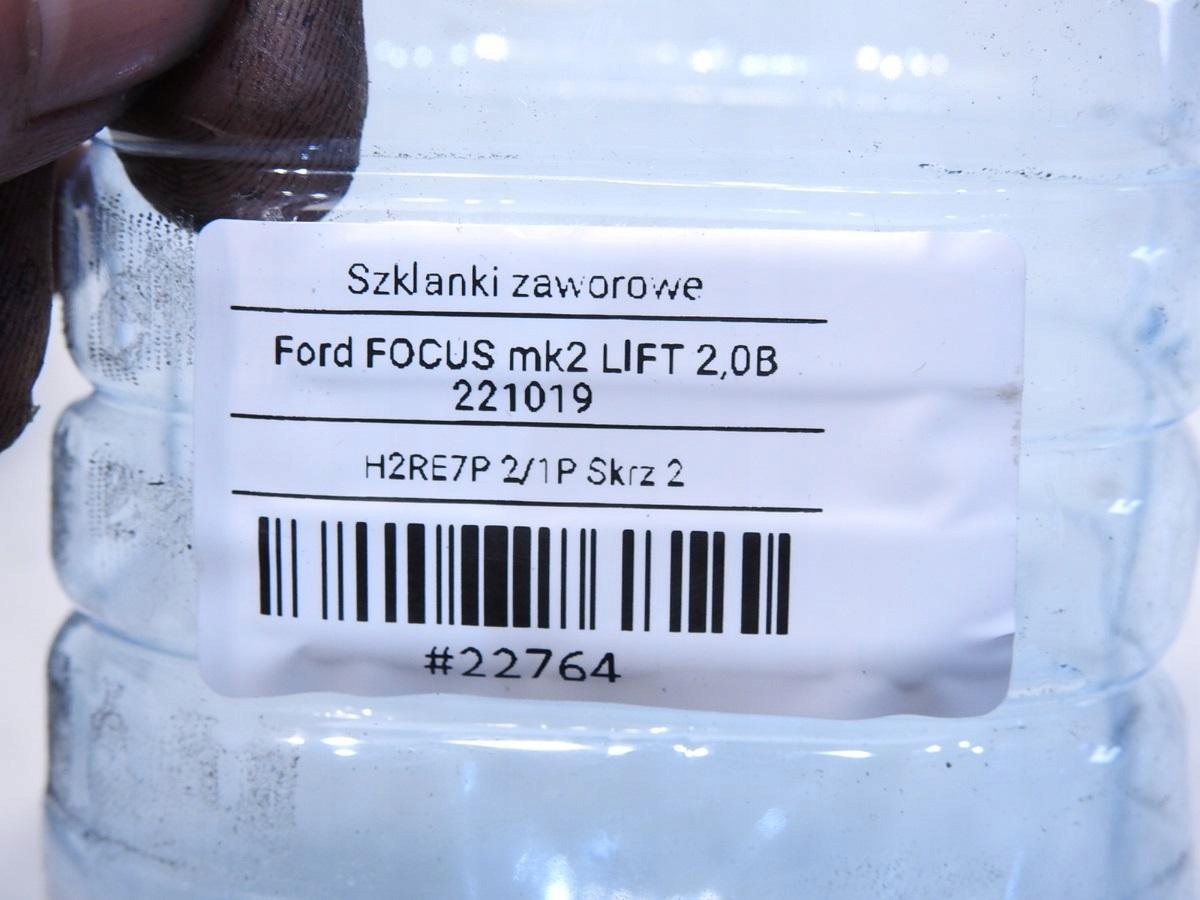 Szklanki zaworowe
Ford FOCUS mk2 LIFT 2,0B
221019
H2RE7P 2/1P Skrz 2
#22764